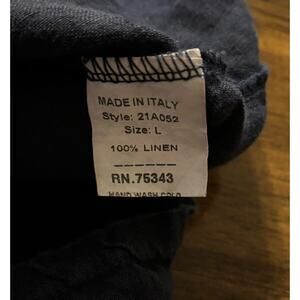 MADE IN ITALY
Style: 21A052
Size: L
100% LINEN
RN.75343
HAND WASH COLD